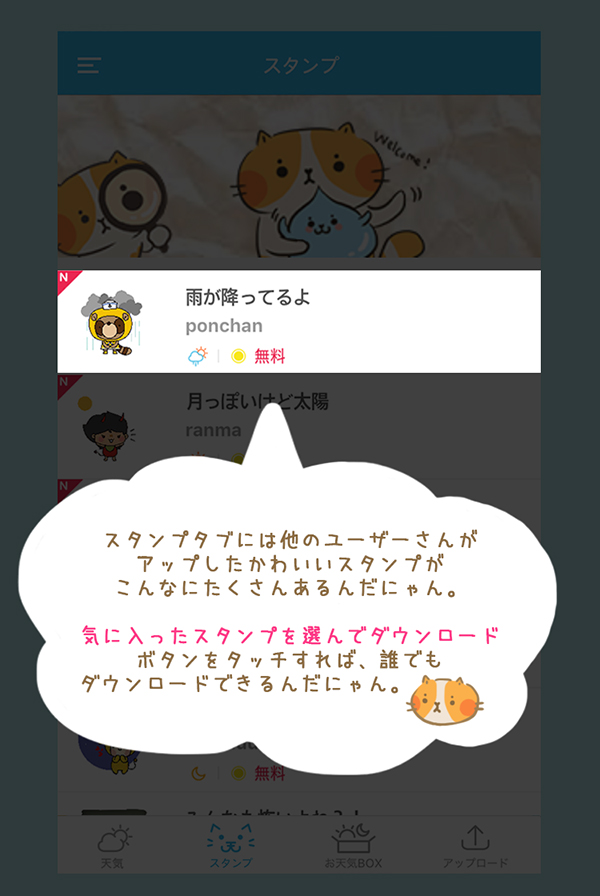 スタンプ
Welcome!
N
雨が降ってるよ
ponchan
無料
N
月っぽいけど太陽
ranma
N
スタンプタブには他のユーザーさんが
アップしたかわいいスタンプが
こんなにたくさんあるんだにゃん。
気に入ったスタンプを選んでダウンロード
ボタンをタッチすれば、誰でも
ダウンロードできるんだにゃん。
無料
天気
スタンプ
お天気BOX
アップロード